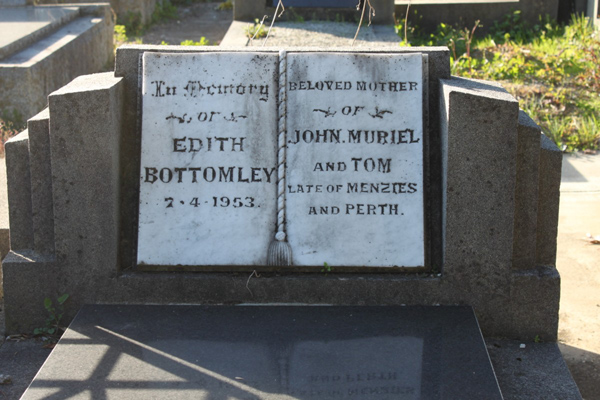 In Memory
OF
EDITH
BOTTOMLEY
7·4·1953.
BELOVED MOTHER
OF
JOHN. MURIEL
AND TOM
LATE OF MENZIES
AND PERTH.